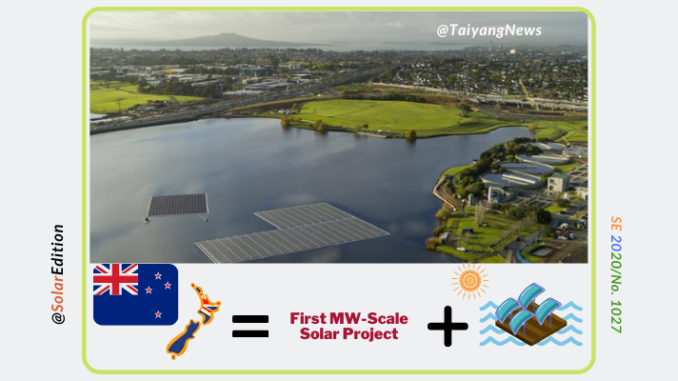 @TaiyangNews
@SolarEdition
SE 2020/No. 1027
First MW-Scale
Solar Project